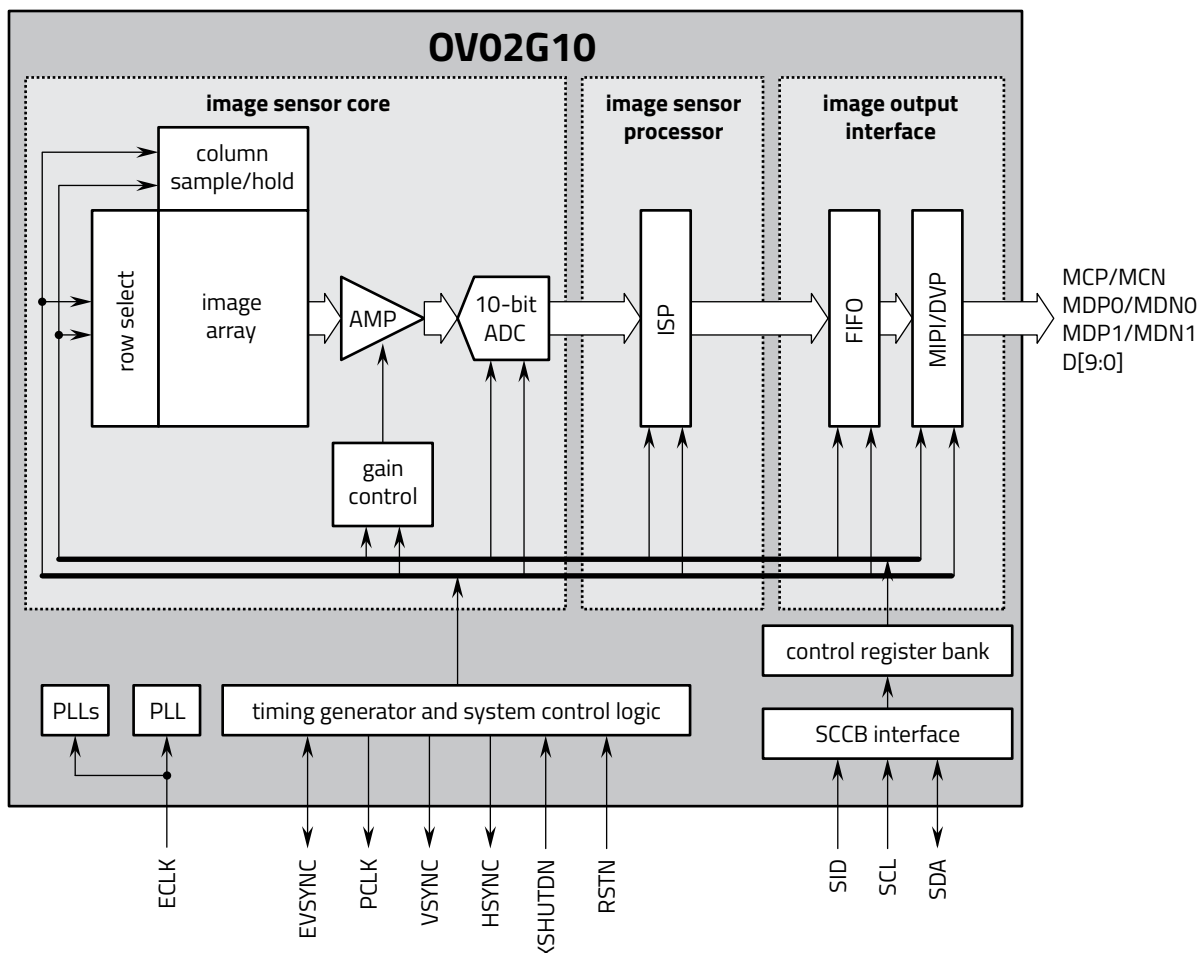 OV02G10
image sensor core
image sensor
processor
image output
interface
column
sample/hold
row select
image
array
AMP
10-bit
ADC
ISP
FIFO
MIPI/DVP
MCP/MCN
MDP0/MDN0
MDP1/MDN1
D[9:0]
gain
control
control register bank
PLLs
PLL
timing generator and system control logic
SCCB interface
ECLK
EVSYNC
PCLK
VSYNC
HSYNC
XSHUTDN
RSTN
SID
SCL
SDA